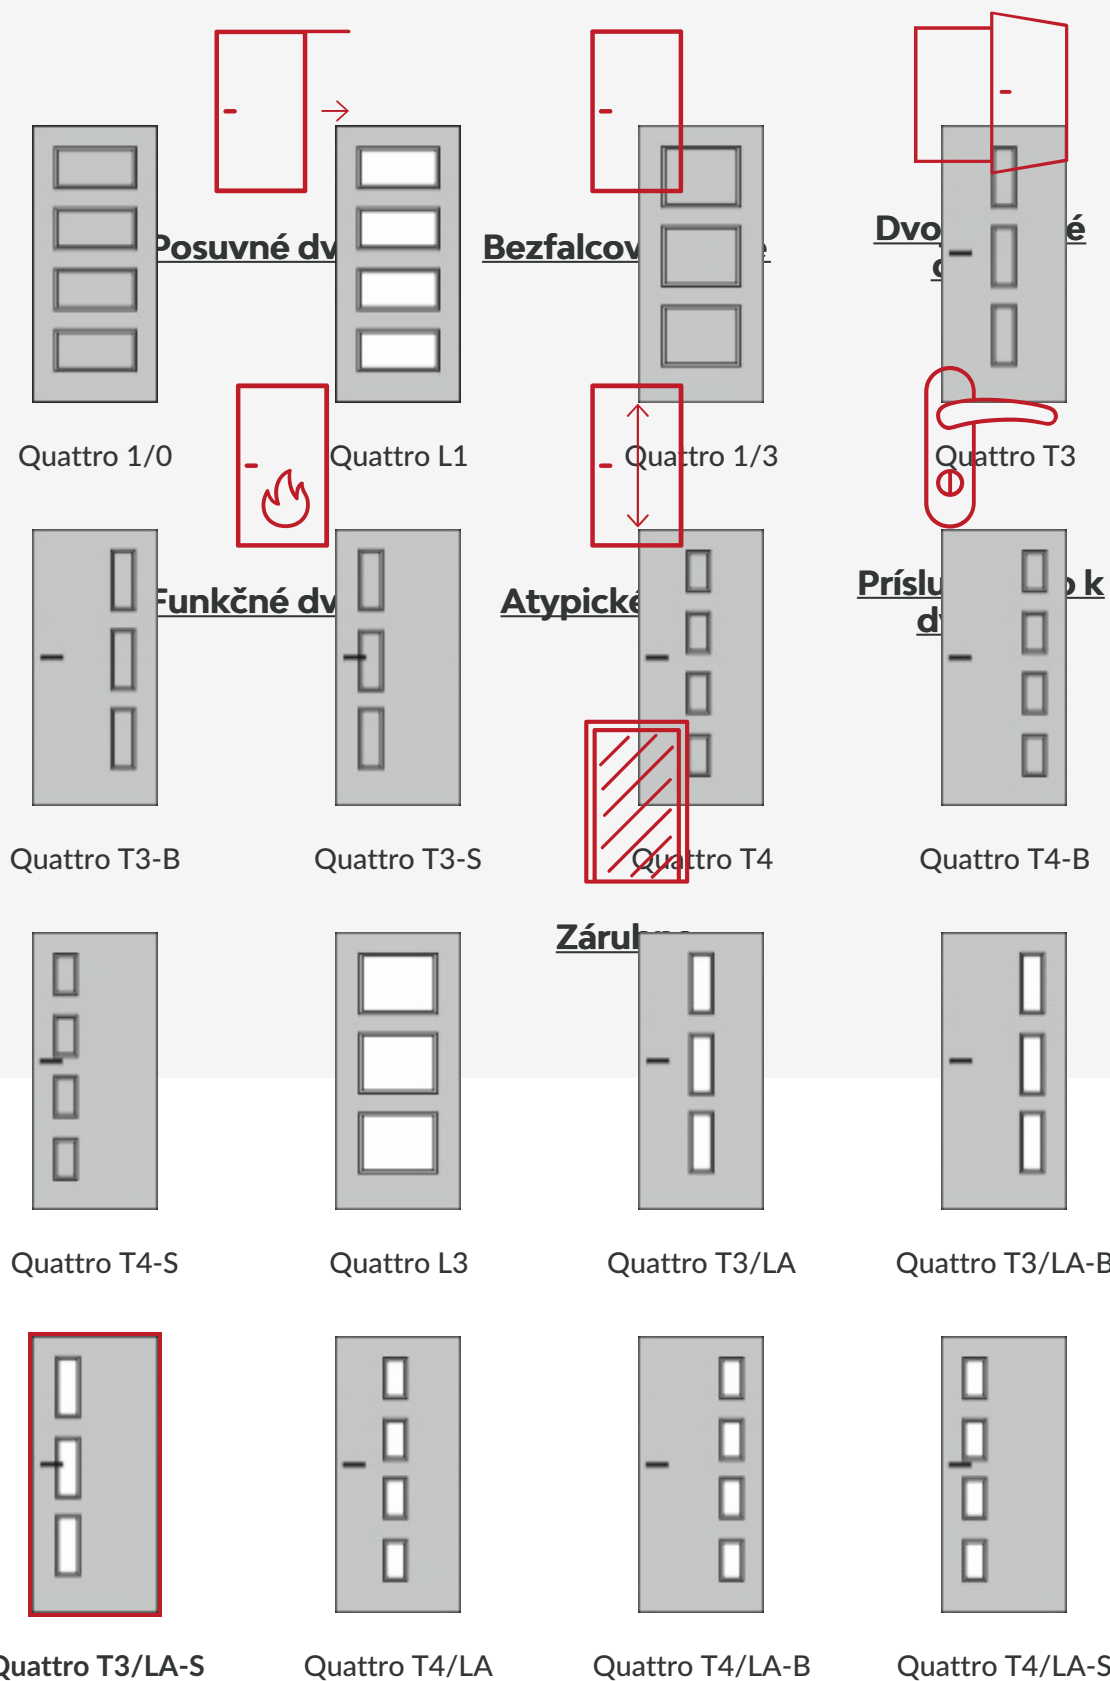 Posuvné dv
Bezfalcov
Dvoj é
Quattro 1/0
Quattro L1
Quattro 1/3
Quattro T3
Funkčné dv
Atypické
Príslu o k
Quattro T3-B
Quattro T3-S
Quattro T4
Quattro T4-B
Quattro T4-S
Quattro L3
Quattro T3/LA
Quattro T3/LA-B
Quattro T3/LA-S
Quattro T4/LA
Quattro T4/LA-B
Quattro T4/LA-S